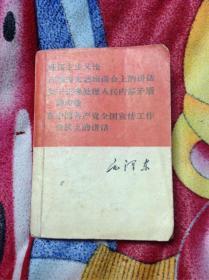 新民主主义论
在延安文艺座谈会上的讲话
关于正确处理人民内部矛盾
的问题
在中国共产党全国宣传工作
会议上的讲话
毛泽东